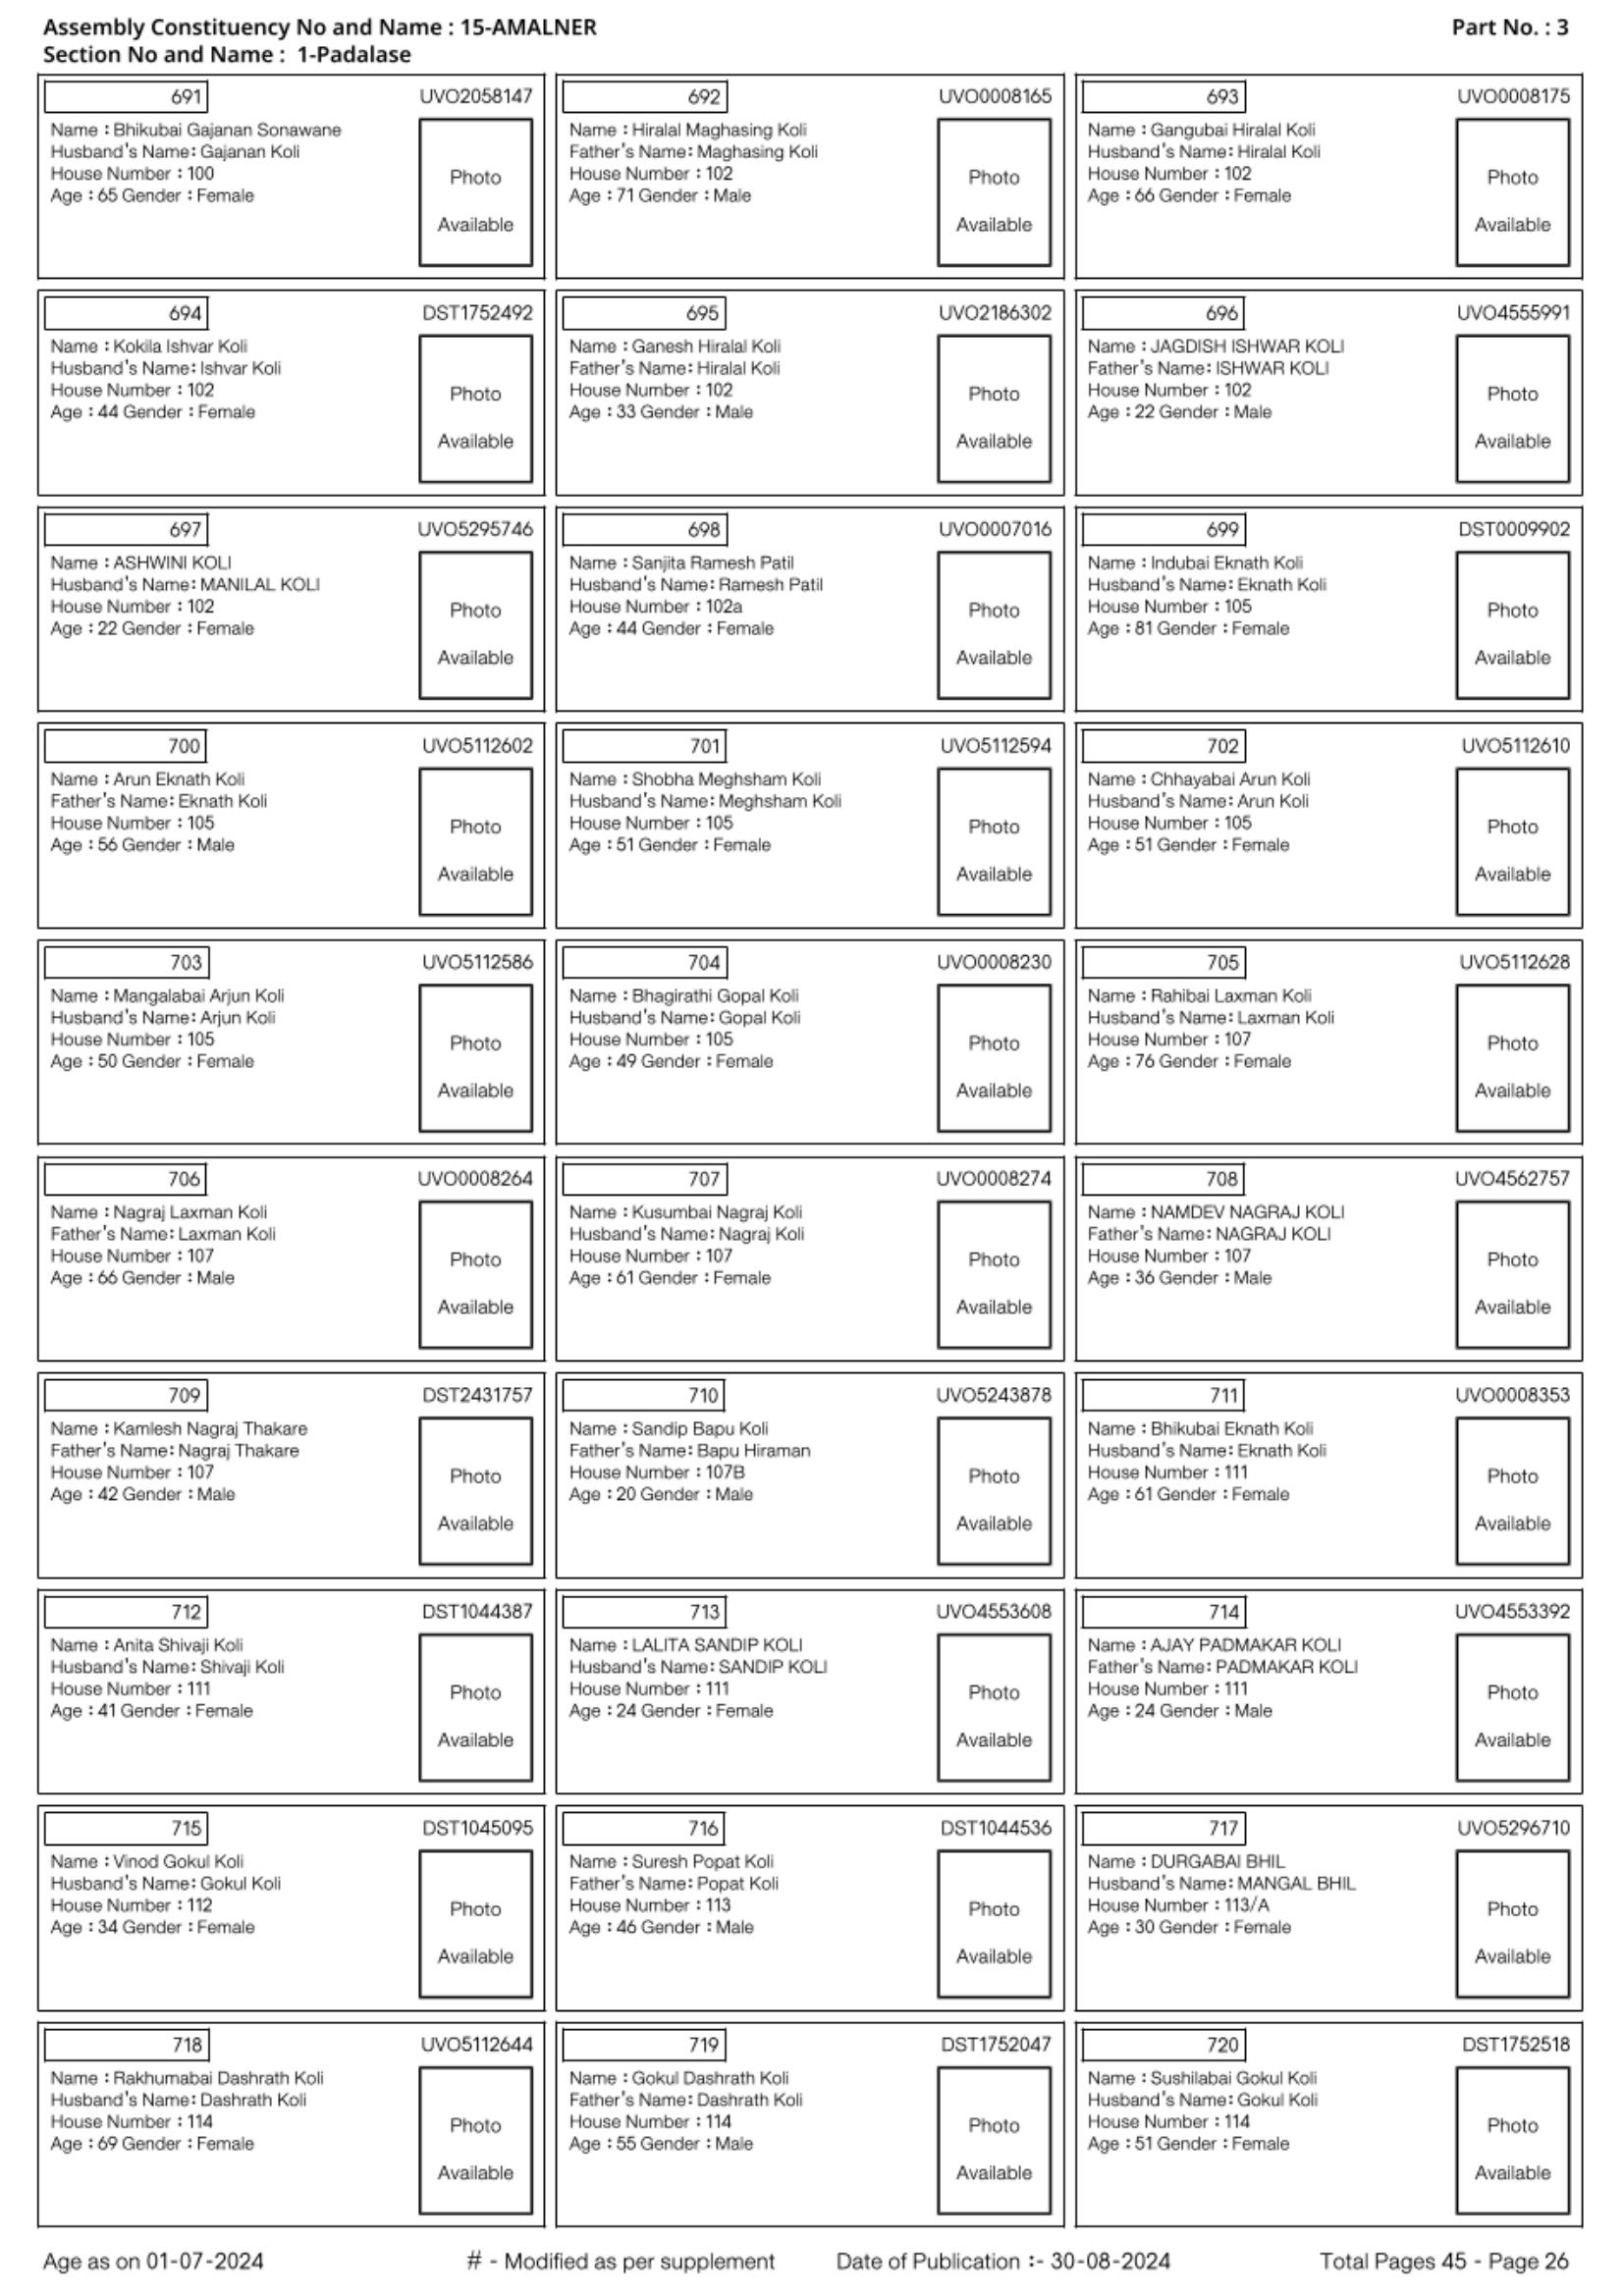 Assembly Constituency No and Name : 15-AMALNER
Part No. : 3
Section No and Name : 1-Padalase
691
UVO2058147
Name : Bhikubai Gajanan Sonawane
Husband's Name: Gajanan Koli
House Number : 100
Age : 65 Gender : Female
Photo
Available
692
UVO0008165
Name : Hiralal Maghasing Koli
Father's Name: Maghasing Koli
House Number : 102
Age : 71 Gender : Male
Photo
Available
693
UVO0008175
Name : Gangubai Hiralal Koli
Husband's Name: Hiralal Koli
House Number : 102
Age : 66 Gender : Female
Photo
Available
694
DST1752492
Name : Kokila Ishvar Koli
Husband's Name: Ishvar Koli
House Number : 102
Age : 44 Gender : Female
Photo
Available
695
UVO2186302
Name : Ganesh Hiralal Koli
Father's Name: Hiralal Koli
House Number : 102
Age : 33 Gender : Male
Photo
Available
696
UVO4555991
Name : JAGDISH ISHWAR KOLI
Father's Name: ISHWAR KOLI
House Number : 102
Age : 22 Gender : Male
Photo
Available
697
UVO5295746
Name : ASHWINI KOLI
Husband's Name: MANILAL KOLI
House Number : 102
Age : 22 Gender : Female
Photo
Available
698
UVO0007016
Name : Sanjita Ramesh Patil
Husband's Name: Ramesh Patil
House Number : 102a
Age : 44 Gender : Female
Photo
Available
699
DST0009902
Name : Indubai Eknath Koli
Husband's Name: Eknath Koli
House Number : 105
Age : 81 Gender : Female
Photo
Available
700
UVO5112602
Name : Arun Eknath Koli
Father's Name: Eknath Koli
House Number : 105
Age : 56 Gender : Male
Photo
Available
701
UVO5112594
Name : Shobha Meghsham Koli
Husband's Name: Meghsham Koli
House Number : 105
Age : 51 Gender : Female
Photo
Available
702
UVO5112610
Name : Chhayabai Arun Koli
Husband's Name: Arun Koli
House Number : 105
Age : 51 Gender : Female
Photo
Available
703
UVO5112586
Name : Mangalabai Arjun Koli
Husband's Name: Arjun Koli
House Number : 105
Age : 50 Gender : Female
Photo
Available
704
UVO0008230
Name : Bhagirathi Gopal Koli
Husband's Name: Gopal Koli
House Number : 105
Age : 49 Gender : Female
Photo
Available
705
UVO5112628
Name : Rahibai Laxman Koli
Husband's Name: Laxman Koli
House Number : 107
Age : 76 Gender : Female
Photo
Available
706
UVO0008264
Name : Nagraj Laxman Koli
Father's Name: Laxman Koli
House Number : 107
Age : 66 Gender : Male
Photo
Available
707
UVO0008274
Name : Kusumbai Nagraj Koli
Husband's Name: Nagraj Koli
House Number : 107
Age : 61 Gender : Female
Photo
Available
708
UVO4562757
Name : NAMDEV NAGRAJ KOLI
Father's Name: NAGRAJ KOLI
House Number : 107
Age : 36 Gender : Male
Photo
Available
709
DST2431757
Name : Kamlesh Nagraj Thakare
Father's Name: Nagraj Thakare
House Number : 107
Age : 42 Gender : Male
Photo
Available
710
UVO5243878
Name : Sandip Bapu Koli
Father's Name: Bapu Hiraman
House Number : 107B
Age : 20 Gender : Male
Photo
Available
711
UVO0008353
Name : Bhikubai Eknath Koli
Husband's Name: Eknath Koli
House Number : 111
Age : 61 Gender : Female
Photo
Available
712
DST1044387
Name : Anita Shivaji Koli
Husband's Name: Shivaji Koli
House Number : 111
Age : 41 Gender : Female
Photo
Available
713
UVO4553608
Name : LALITA SANDIP KOLI
Husband's Name: SANDIP KOLI
House Number : 111
Age : 24 Gender : Female
Photo
Available
714
UVO4553392
Name : AJAY PADMAKAR KOLI
Father's Name: PADMAKAR KOLI
House Number : 111
Age : 24 Gender : Male
Photo
Available
715
DST1045095
Name : Vinod Gokul Koli
Husband's Name: Gokul Koli
House Number : 112
Age : 34 Gender : Female
Photo
Available
716
DST1044536
Name : Suresh Popat Koli
Father's Name: Popat Koli
House Number : 113
Age : 46 Gender : Male
Photo
Available
717
UVO5296710
Name : DURGABAI BHIL
Husband's Name: MANGAL BHIL
House Number : 113/A
Age : 30 Gender : Female
Photo
Available
718
UVO5112644
Name : Rakhumabai Dashrath Koli
Husband's Name: Dashrath Koli
House Number : 114
Age : 69 Gender : Female
Photo
Available
719
DST1752047
Name : Gokul Dashrath Koli
Father's Name: Dashrath Koli
House Number : 114
Age : 55 Gender : Male
Photo
Available
720
DST1752518
Name : Sushilabai Gokul Koli
Husband's Name: Gokul Koli
House Number : 114
Age : 51 Gender : Female
Photo
Available
Age as on 01-07-2024
# - Modified as per supplement
Date of Publication :- 30-08-2024
Total Pages 45 - Page 26